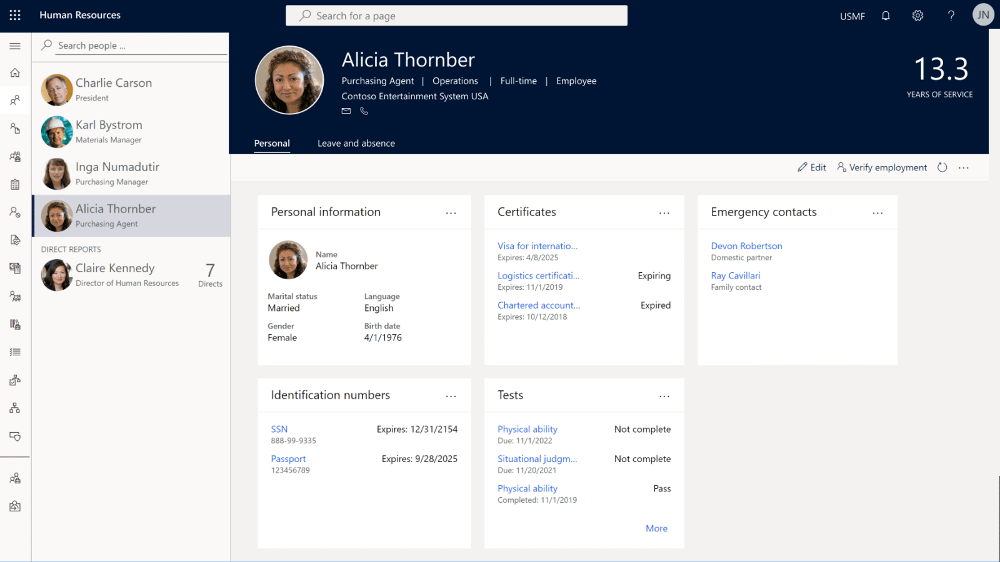 Human Resources
Search for a page
USMF
JN
Search people ...
Charlie Carson
President
Karl Bystrom
Materials Manager
Inga Numadutir
Purchasing Manager
Alicia Thornber
Purchasing Agent
DIRECT REPORTS
Claire Kennedy
Director of Human Resources
7
Directs
Alicia Thornber
Purchasing Agent | Operations | Full-time | Employee
Contoso Entertainment System USA
13.3
YEARS OF SERVICE
Personal
Leave and absence
Edit
Verify employment
Personal information
Name
Alicia Thornber
Marital status
Married
Language
English
Gender
Female
Birth date
4/1/1976
Certificates
Visa for internatio...
Expires: 4/8/2025
Logistics certificati...
Expiring
Expires: 11/1/2019
Chartered account...
Expired
Expires: 10/12/2018
Emergency contacts
Devon Robertson
Domestic partner
Ray Cavillari
Family contact
Identification numbers
SSN
Expires: 12/31/2154
888-99-9335
Passport
Expires: 9/28/2025
123456789
Tests
Physical ability
Not complete
Due: 11/1/2022
Situational judgm...
Not complete
Due: 11/20/2021
Physical ability
Pass
Completed: 11/1/2019
More